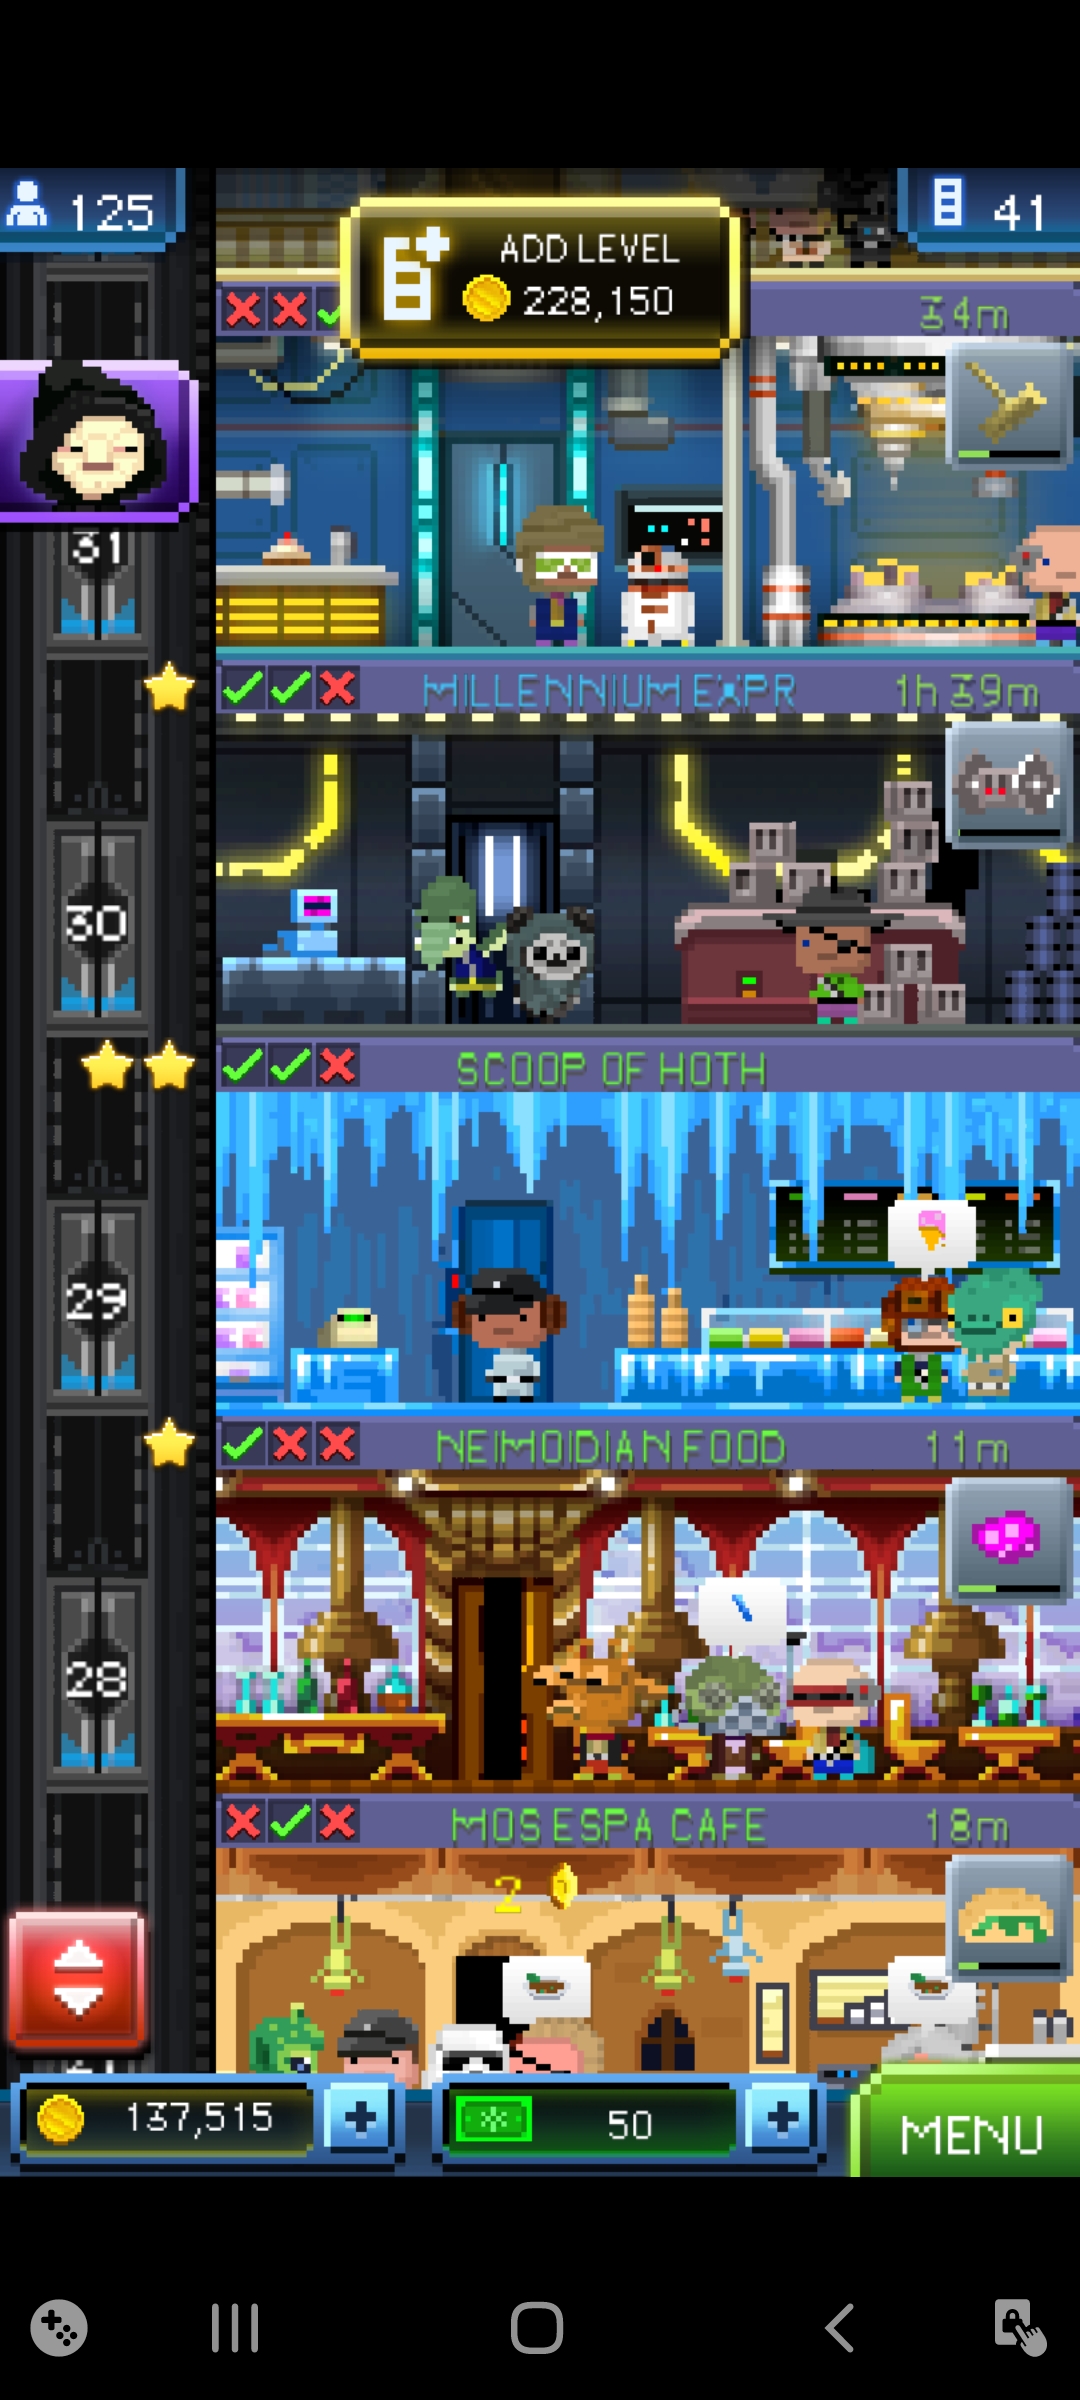 125
41
ADD LEVEL
228,150
34m
31
MILLENNIUM EXPR
1h 39m
30
SCOOP OF HOTH
29
NEIMOIDIAN FOOD
11m
28
MOS ESPA CAFE
18m
2
137,515
50
MENU